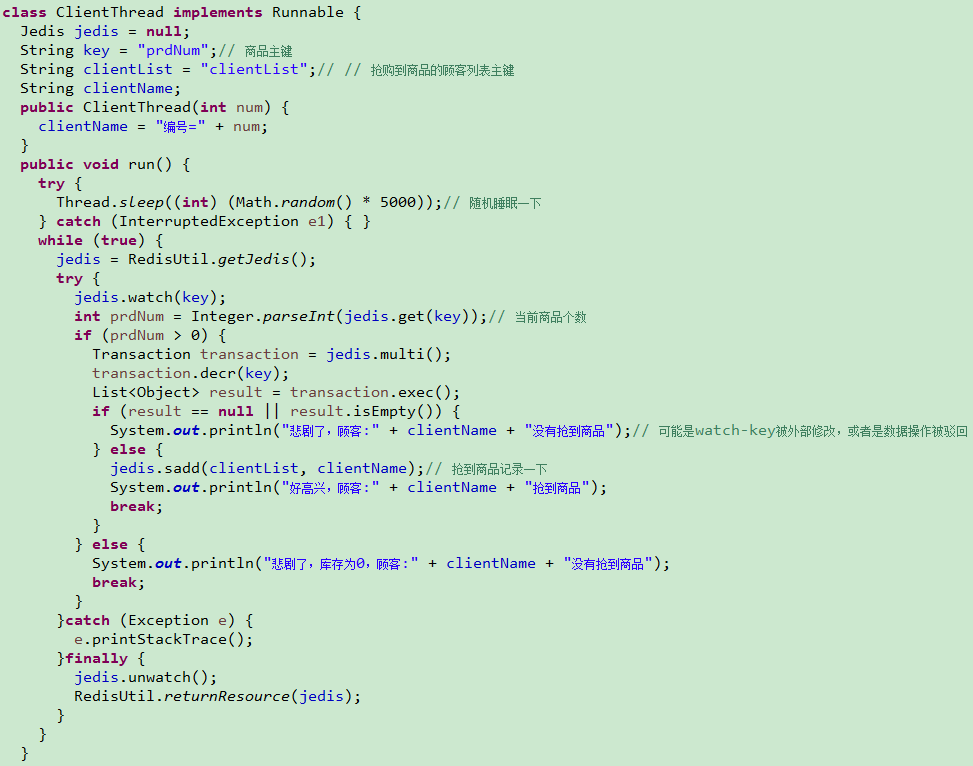 class ClientThread implements Runnable {
Jedis jedis = null;
String key = "prdNum";// 商品主键
String clientList = "clientList";// // 抢购到商品的顾客列表主键
String clientName;
public ClientThread(int num) {
clientName = "编号=" + num;
}
public void run() {
try {
Thread.sleep((int) (Math.random() * 5000));// 随机睡眠一下
} catch (InterruptedException e1) { }
while (true) {
jedis = RedisUtil.getJedis();
try {
jedis.watch(key);
int prdNum = Integer.parseInt(jedis.get(key));// 当前商品个数
if (prdNum > 0) {
Transaction transaction = jedis.multi();
transaction.decr(key);
List<Object> result = transaction.exec();
if (result == null || result.isEmpty()) {
System.out.println("悲剧了，顾客:" + clientName + "没有抢到商品");// 可能是watch-key被外部修改，或者是数据操作被驳回
} else {
jedis.sadd(clientList, clientName);// 抢到商品记录一下
System.out.println("好高兴，顾客:" + clientName + "抢到商品");
break;
}
} else {
System.out.println("悲剧了，库存为0，顾客:" + clientName + "没有抢到商品");
break;
}
}catch (Exception e) {
e.printStackTrace();
}finally {
jedis.unwatch();
RedisUtil.returnResource(jedis);
}
}
}